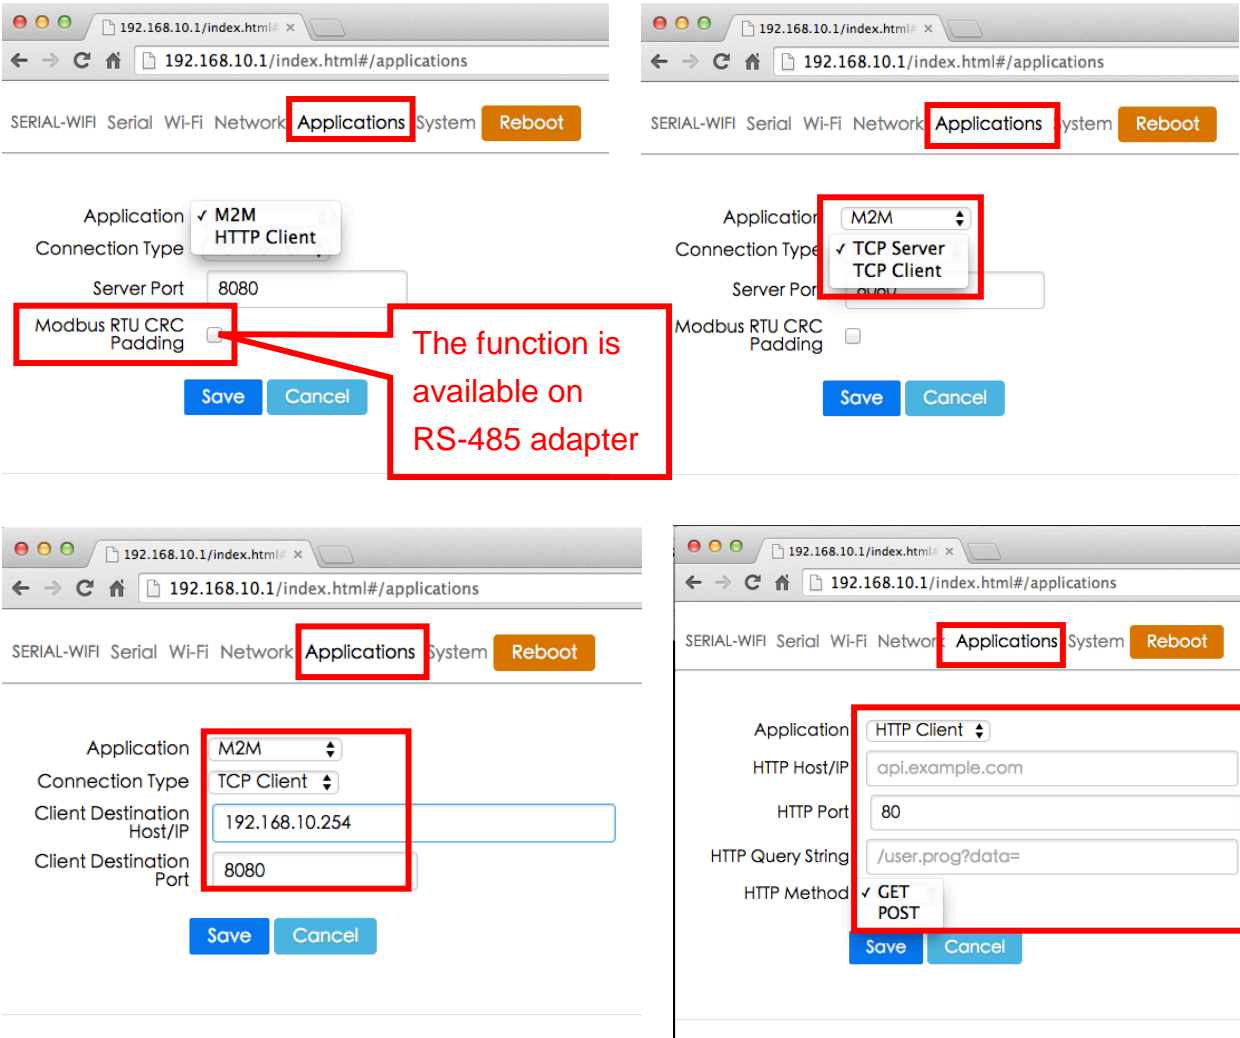 192.168.10.1/index.html#
192.168.10.1/index.html#/applications
SERIAL-WIFI Serial Wi-Fi Network Applications System Reboot
Application ✓ M2M
HTTP Client
Connection Type
Server Port 8080
Modbus RTU CRC
Padding
Save Cancel
The function is
available on
RS-485 adapter
192.168.10.1/index.html#
192.168.10.1/index.html#/applications
SERIAL-WIFI Serial Wi-Fi Network Applications System Reboot
Application M2M
Connection Type ✓ TCP Server
TCP Client
Server Port 8080
Modbus RTU CRC
Padding
Save Cancel
192.168.10.1/index.html#
192.168.10.1/index.html#/applications
SERIAL-WIFI Serial Wi-Fi Network Applications System Reboot
Application M2M
Connection Type TCP Client
Client Destination
Host/IP 192.168.10.254
Client Destination
Port 8080
Save Cancel
192.168.10.1/index.html#
192.168.10.1/index.html#/applications
SERIAL-WIFI Serial Wi-Fi Network Applications System Reboot
Application HTTP Client
HTTP Host/IP api.example.com
HTTP Port 80
HTTP Query String /user.prog?data=
HTTP Method ✓ GET
POST
Save Cancel